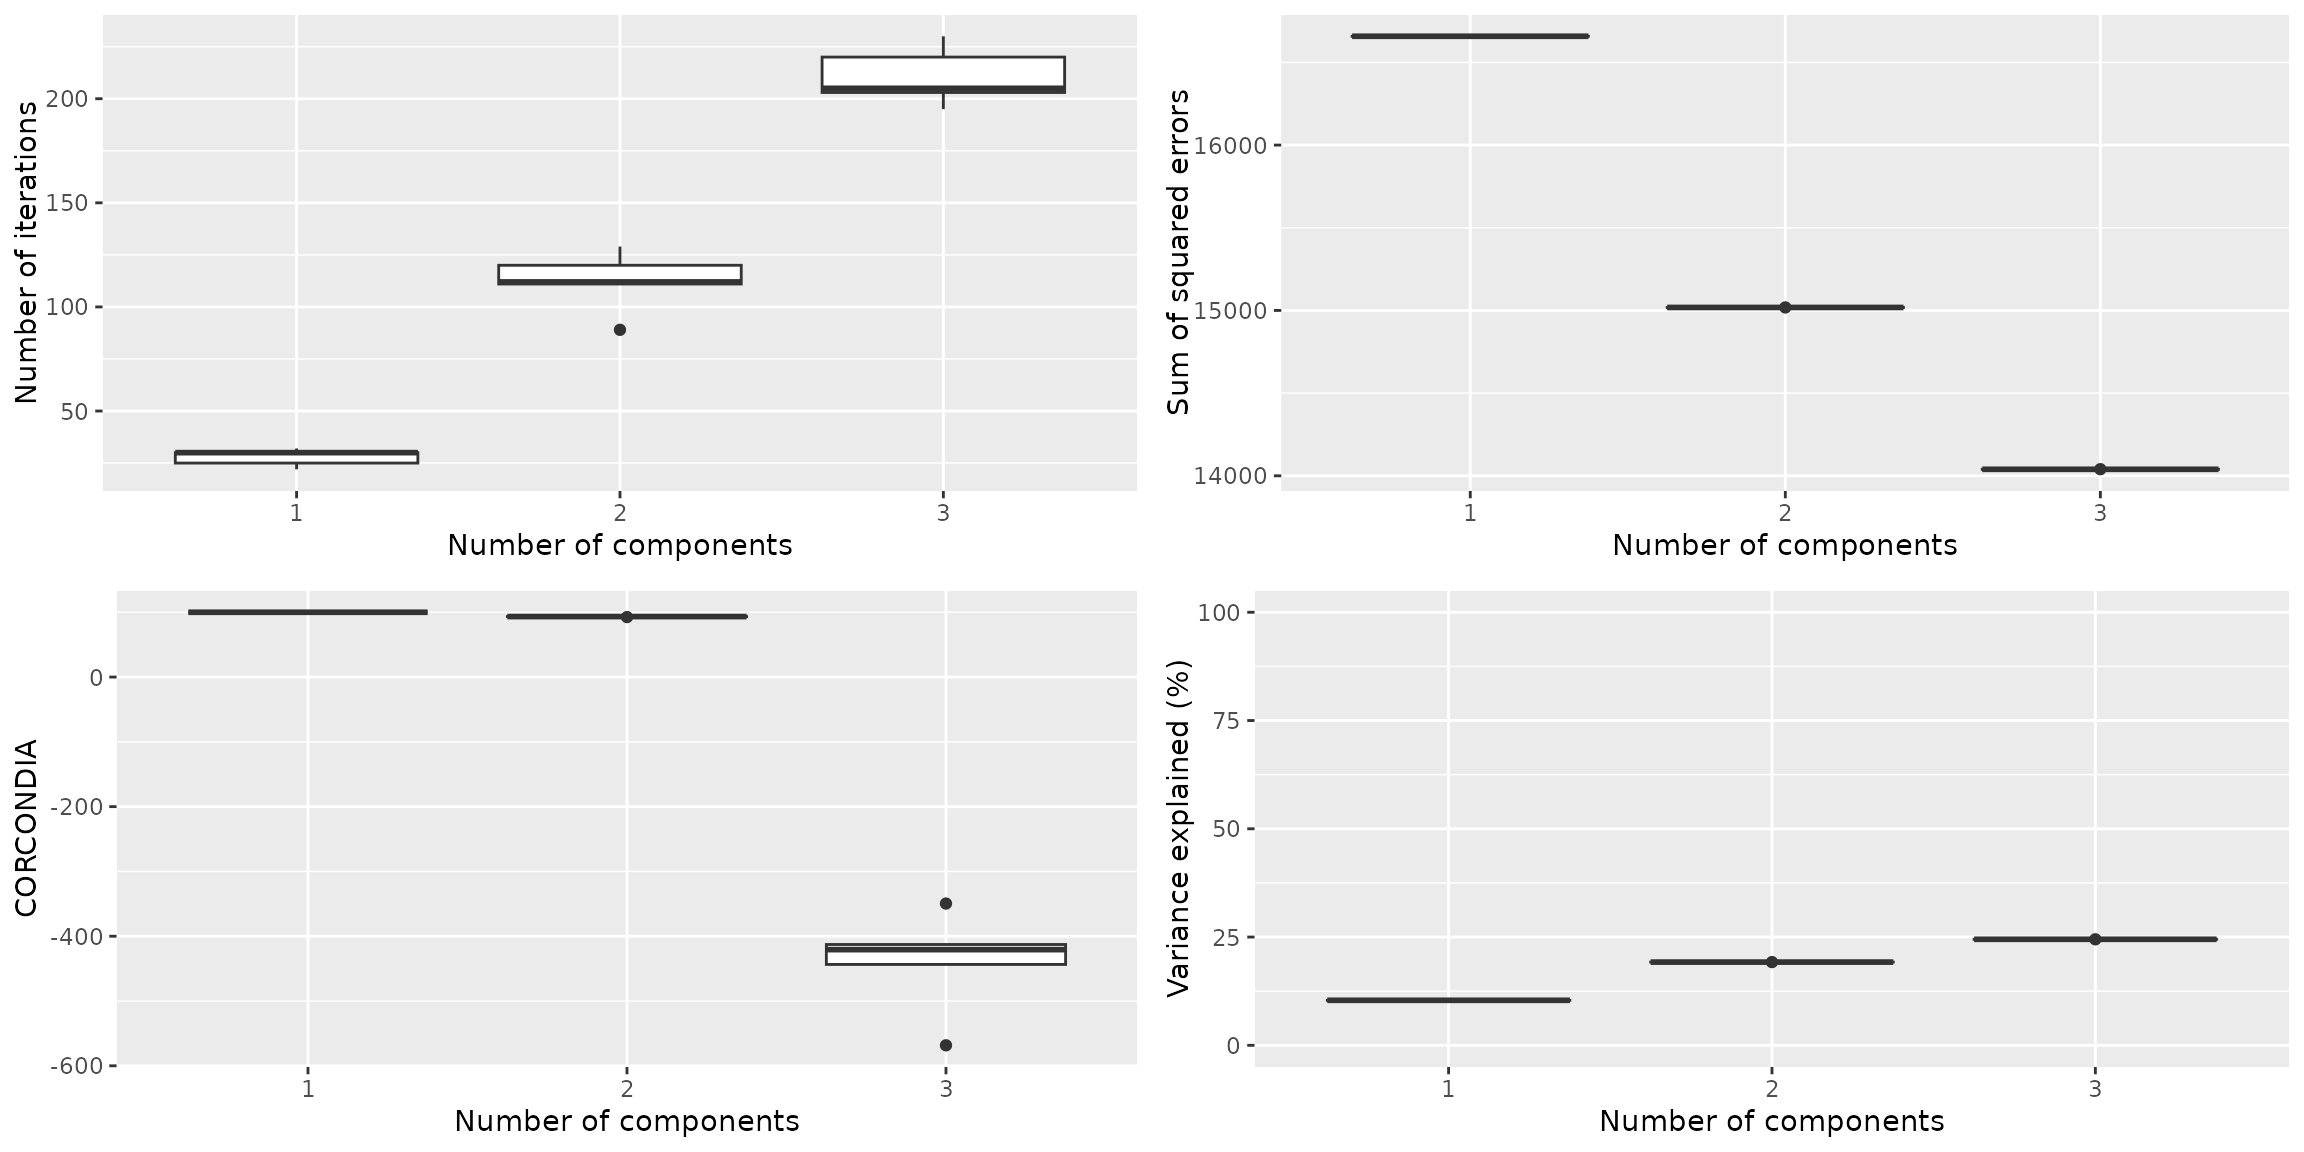 Number of iterations
200
150
100
50
1 2 3
Number of components
Sum of squared errors
16000
15000
14000
1 2 3
Number of components
CORCONDIA
0
-200
-400
-600
1 2 3
Number of components
Variance explained (%)
100
75
50
25
0
1 2 3
Number of components